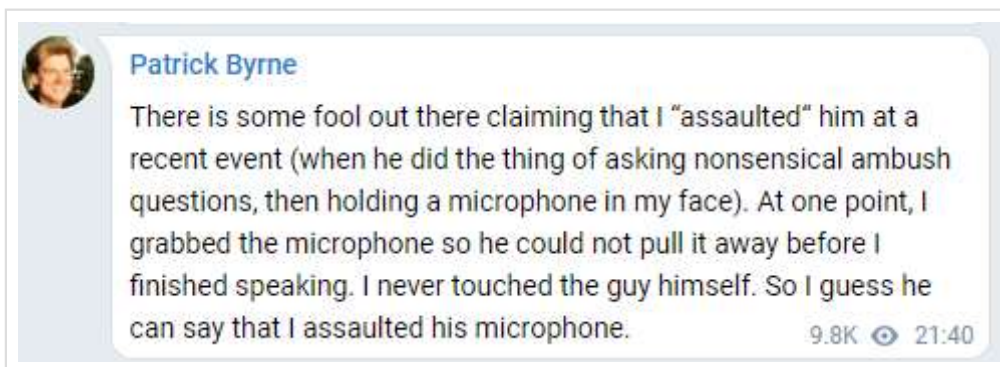 Patrick Byrne
There is some fool out there claiming that I “assaulted“ him at a
recent event (when he did the thing of asking nonsensical ambush
questions, then holding a microphone in my face). At one point, I
grabbed the microphone so he could not pull it away before I
finished speaking. I never touched the guy himself. So I guess he
can say that I assaulted his microphone.
9.8K 21:40